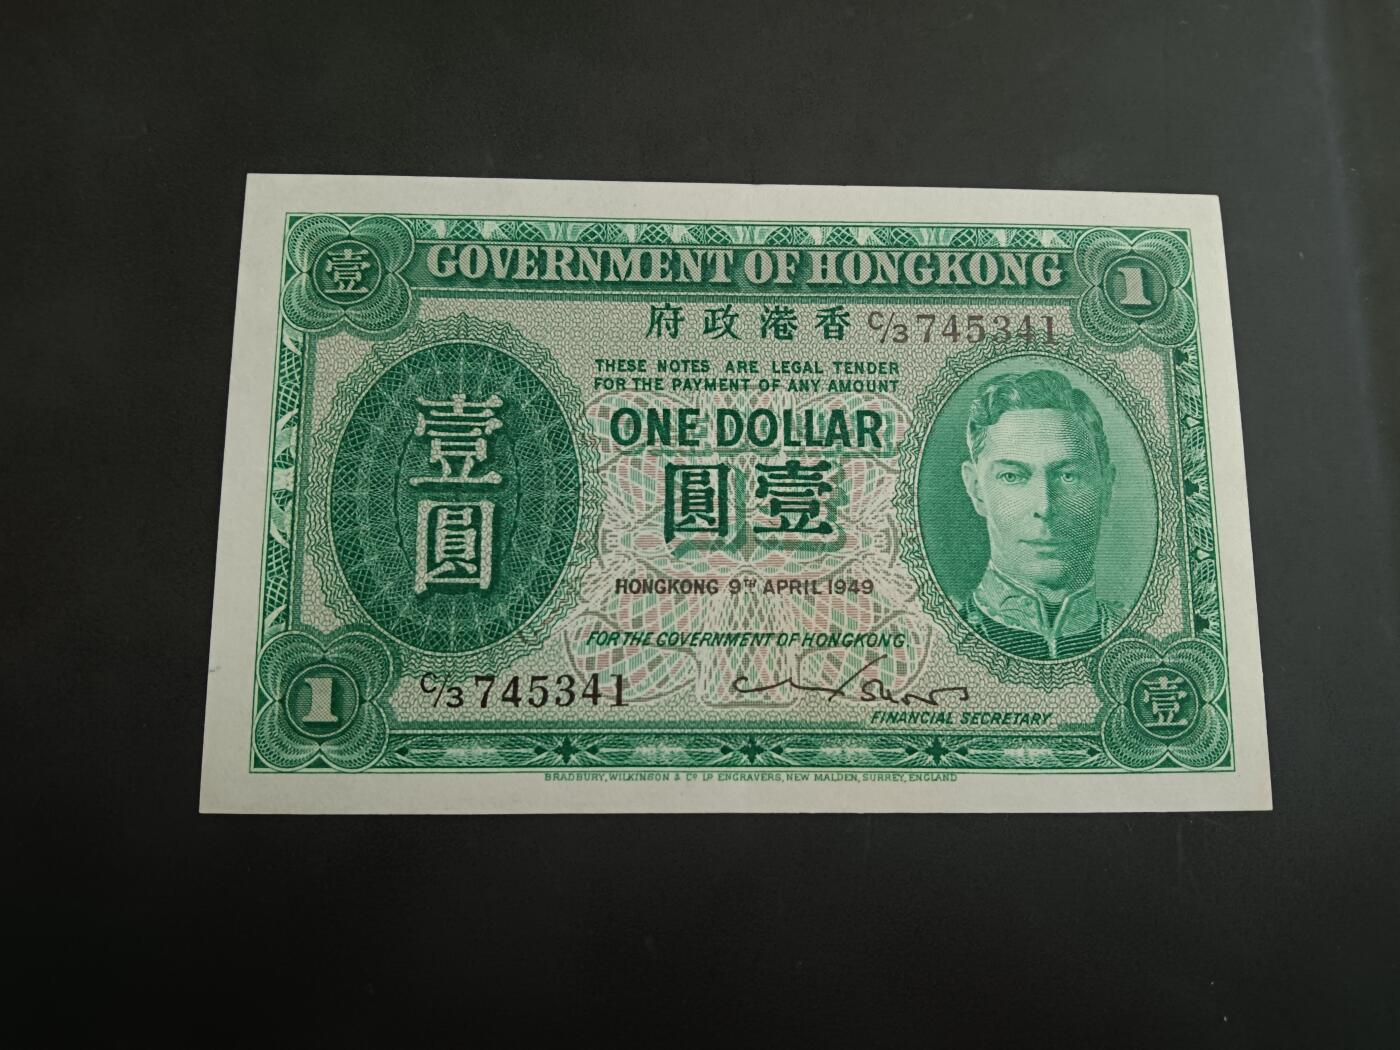 壹 GOVERNMENT OF HONGKONG 1
府政港香 C/3 745341
THESE NOTES ARE LEGAL TENDER
FOR THE PAYMENT OF ANY AMOUNT
ONE DOLLAR
圓壹
壹圓
HONGKONG 9TH APRIL 1949
FOR THE GOVERNMENT OF HONGKONG
1 C/3 745341
FINANCIAL SECRETARY
壹
BRADBURY, WILKINSON & Co LD ENGRAVERS, NEW MALDEN, SURREY, ENGLAND